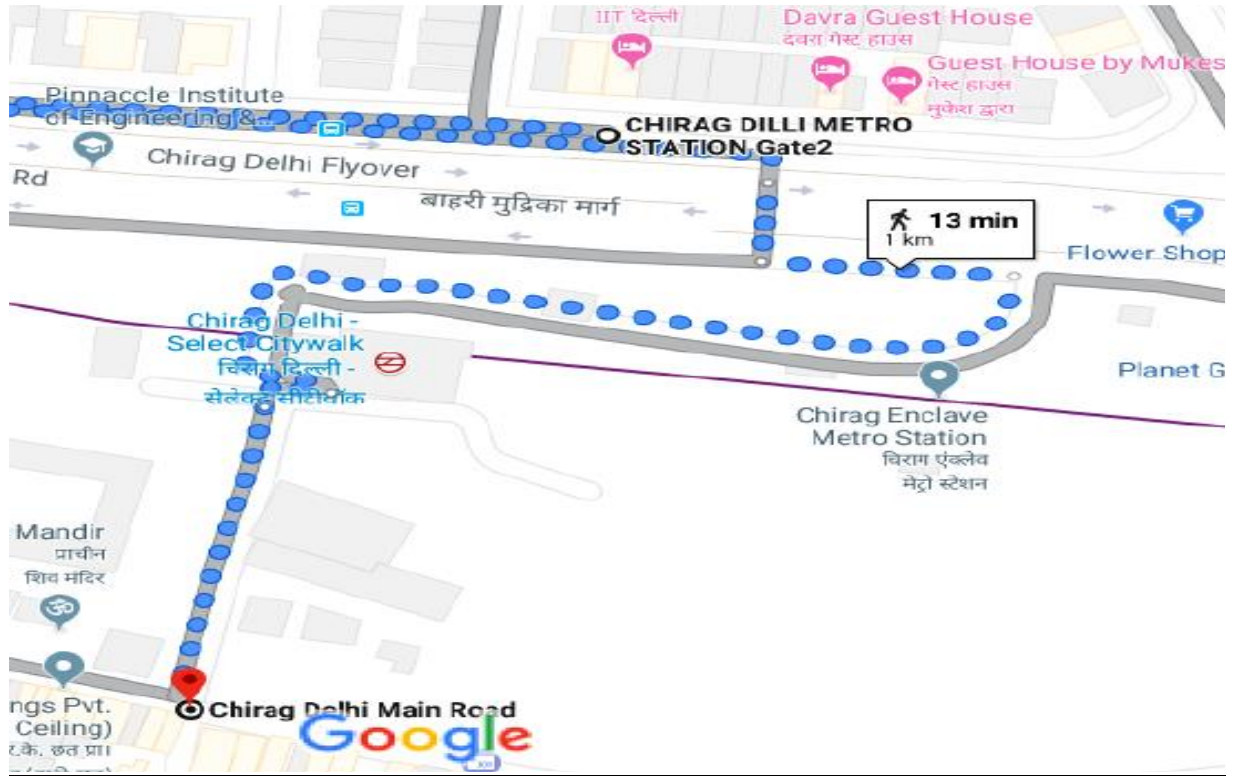 IIT दिल्ली
Davra Guest House
दवरा गेस्ट हाउस
Guest House by Mukes
गेस्ट हाउस
मुकेश द्वारा
Pinnaccle Institute
of Engineering &...
CHIRAG DILLI METRO
STATION Gate2
Chirag Delhi Flyover
Rd
बाहरी मुद्रिका मार्ग
13 min
1 km
Flower Shop
Chirag Delhi -
Select Citywalk
चिराग दिल्ली -
सेलेक्ट सीटीवॉक
Planet G
Chirag Enclave
Metro Station
चिराग एंक्लेव
मेट्रो स्टेशन
Mandir
प्राचीन
शिव मंदिर
ngs Pvt.
Ceiling)
र.के. छत प्रा।
Chirag Delhi Main Road
Google